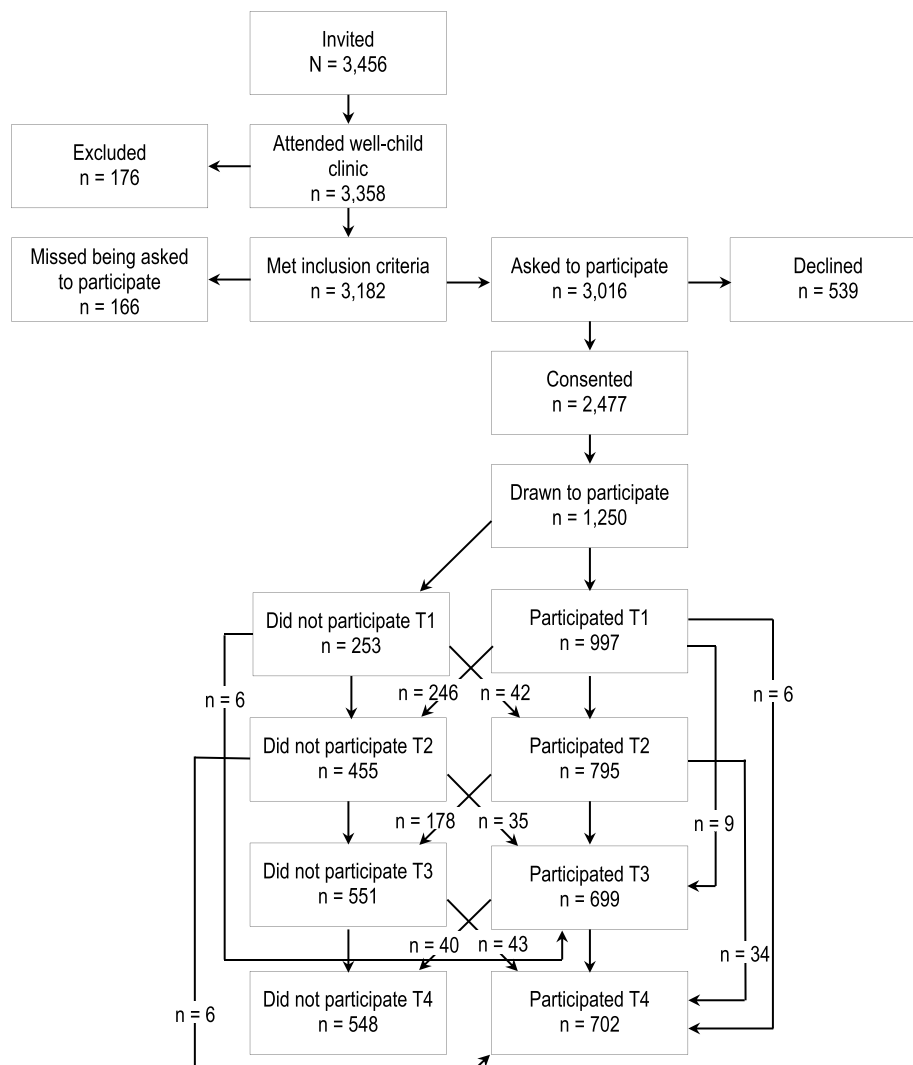 Invited
N = 3,456
Attended well-child
clinic
n = 3,358
Excluded
n = 176
Missed being asked
to participate
n = 166
Met inclusion criteria
n = 3,182
Asked to participate
n = 3,016
Declined
n = 539
Consented
n = 2,477
Drawn to participate
n = 1,250
Did not participate T1
n = 253
Participated T1
n = 997
n = 6
n = 246
n = 42
n = 6
Did not participate T2
n = 455
Participated T2
n = 795
n = 178
n = 35
n = 9
Did not participate T3
n = 551
Participated T3
n = 699
n = 40
n = 43
n = 34
Did not participate T4
n = 548
Participated T4
n = 702
n = 6